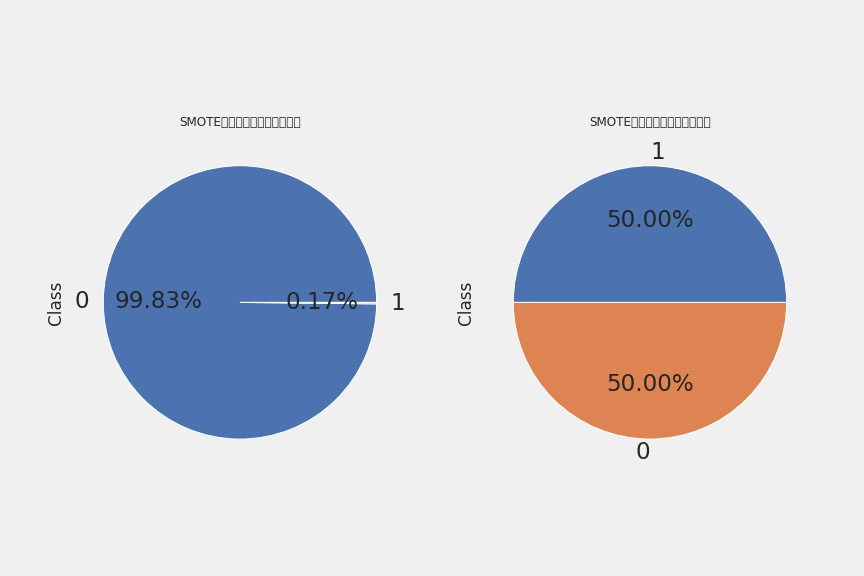 SMOTE
SMOTE
1
50.00%
Class
0
99.83%
0.17%
1
Class
50.00%
0